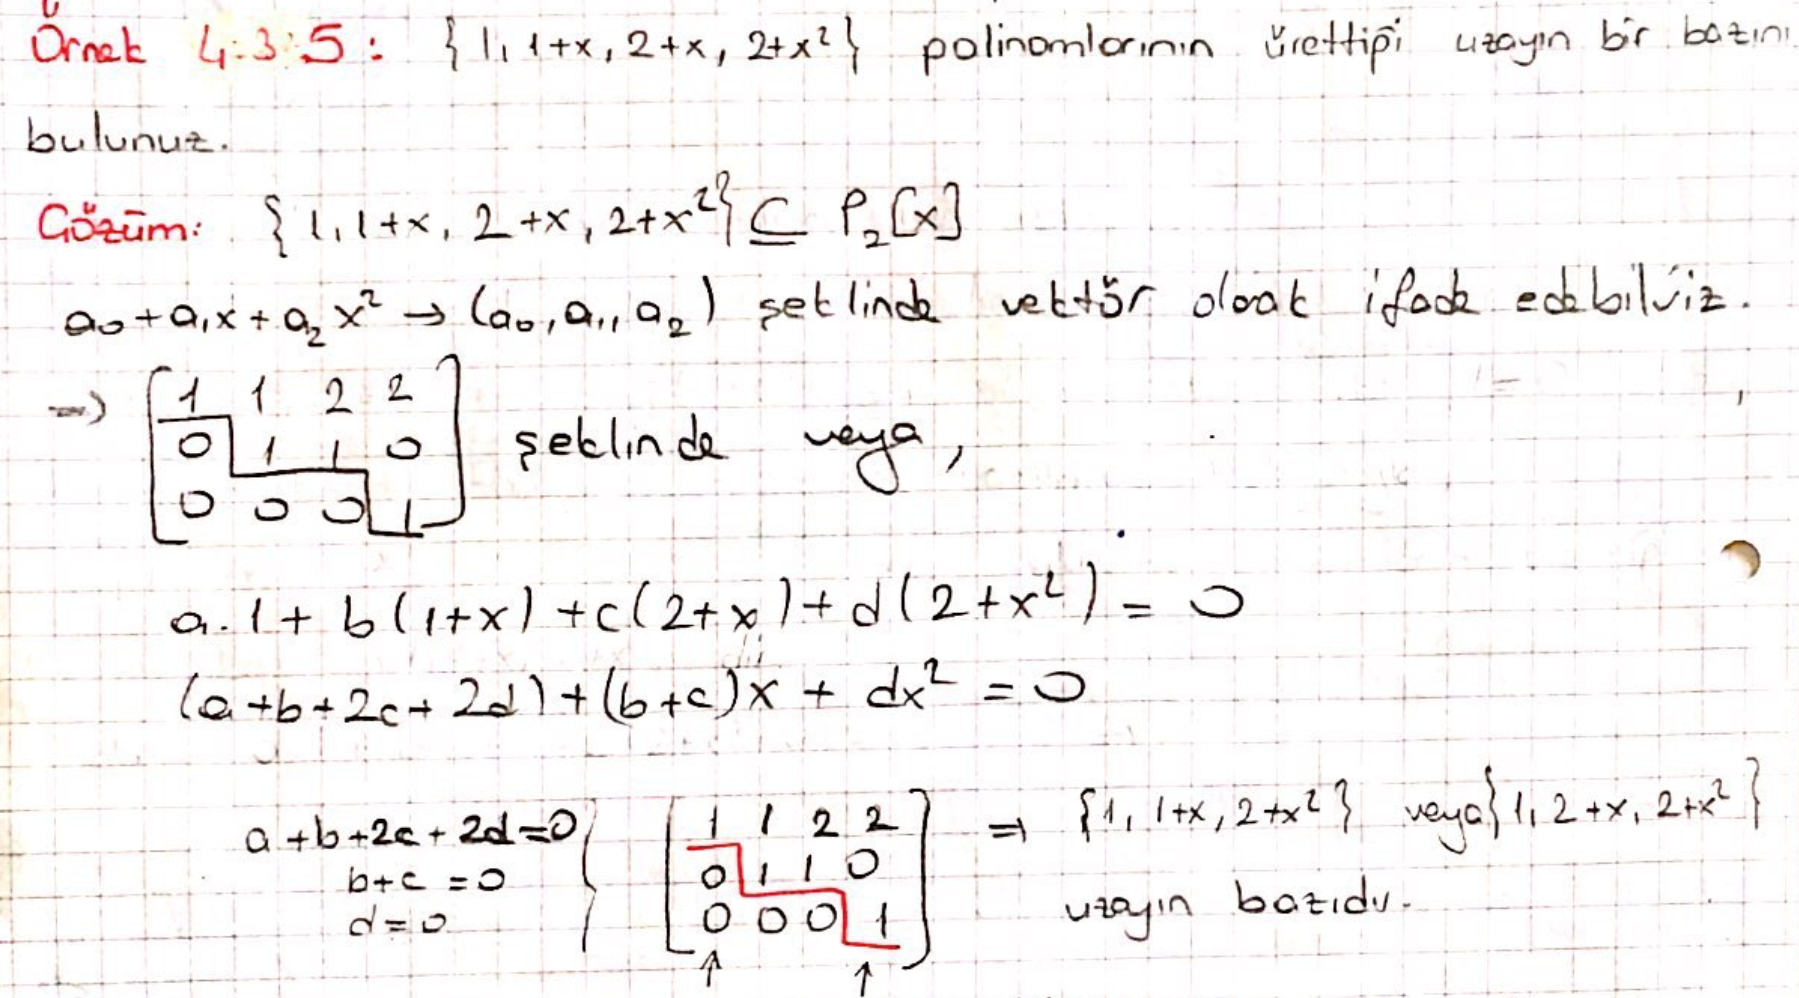 Örnek 4.3.5: {1, 1+x, 2+x, 2+x²} polinomlarının ürettiği uzayın bir bazını
bulunuz.
Çözüm: {1, 1+x, 2+x, 2+x²} ⊆ P₂[x]
a₀+a₁x+a₂x² → (a₀, a₁, a₂) şeklinde vektör olarak ifade edebiliriz.
→ [1 1 2 2
0 1 1 0
0 0 0 1] şeklinde veya,
a.1 + b(1+x) + c(2+x) + d(2+x²) = 0
(a+b+2c+2d) + (b+c)x + dx² = 0
a+b+2c+2d=0 } [1 1 2 2 ⇒ {1, 1+x, 2+x²} veya {1, 2+x, 2+x²}
b+c=0 0 1 1 0
d=0 0 0 0 1] uzayın bazıdır.
↑ ↑